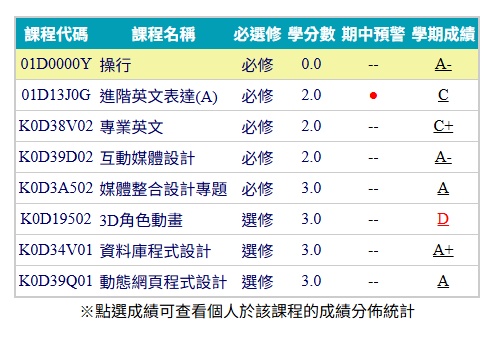 課程代碼 課程名稱 必選修 學分數 期中預警 學期成績
01D0000Y 操行 必修 0.0 -- A-
01D13J0G 進階英文表達(A) 必修 2.0 ● C
K0D38V02 專業英文 必修 2.0 -- C+
K0D39D02 互動媒體設計 必修 2.0 -- A-
K0D3A502 媒體整合設計專題 必修 3.0 -- A
K0D19502 3D角色動畫 選修 3.0 -- D
K0D34V01 資料庫程式設計 選修 3.0 -- A+
K0D39Q01 動態網頁程式設計 選修 3.0 -- A
※點選成績可查看個人於該課程的成績分佈統計